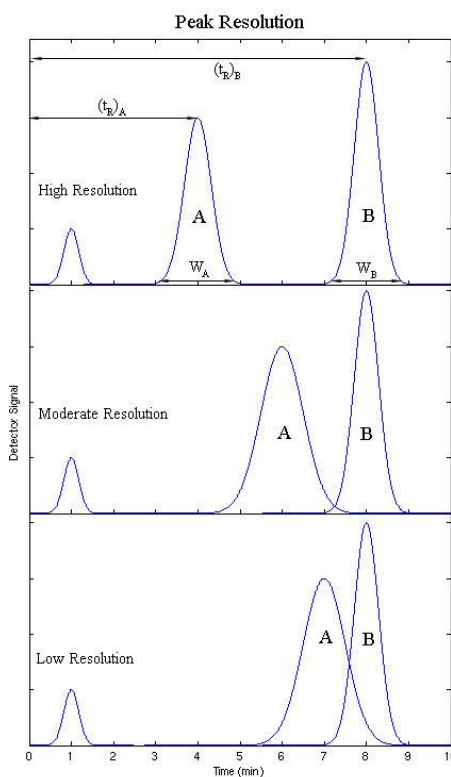 Peak Resolution
(tR)B
(tR)A
High Resolution
A
B
WA
WB
Detector Signal
Moderate Resolution
A
B
Low Resolution
A
B
0 1 2 3 4 5 6 7 8 9 10
Time (min)